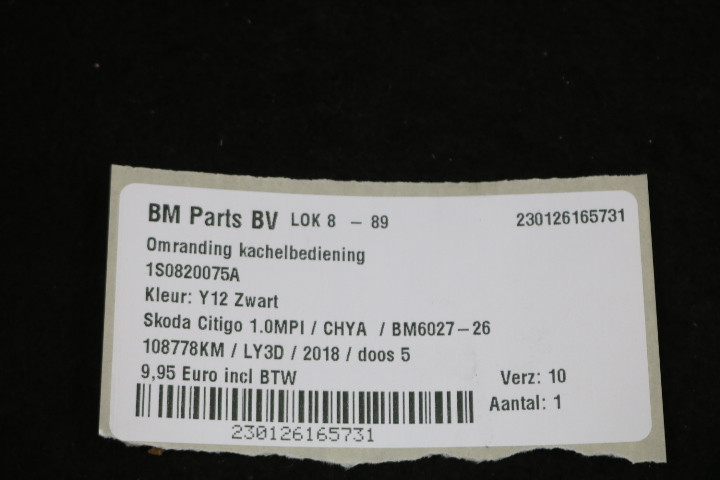 BM Parts BV LOK 8 - 89 230126165731
Omranding kachelbediening
1S0820075A
Kleur: Y12 Zwart
Skoda Citigo 1.0MPI / CHYA / BM6027-26
108778KM / LY3D / 2018 / doos 5
9,95 Euro incl BTW Verz: 10
Aantal: 1
230126165731